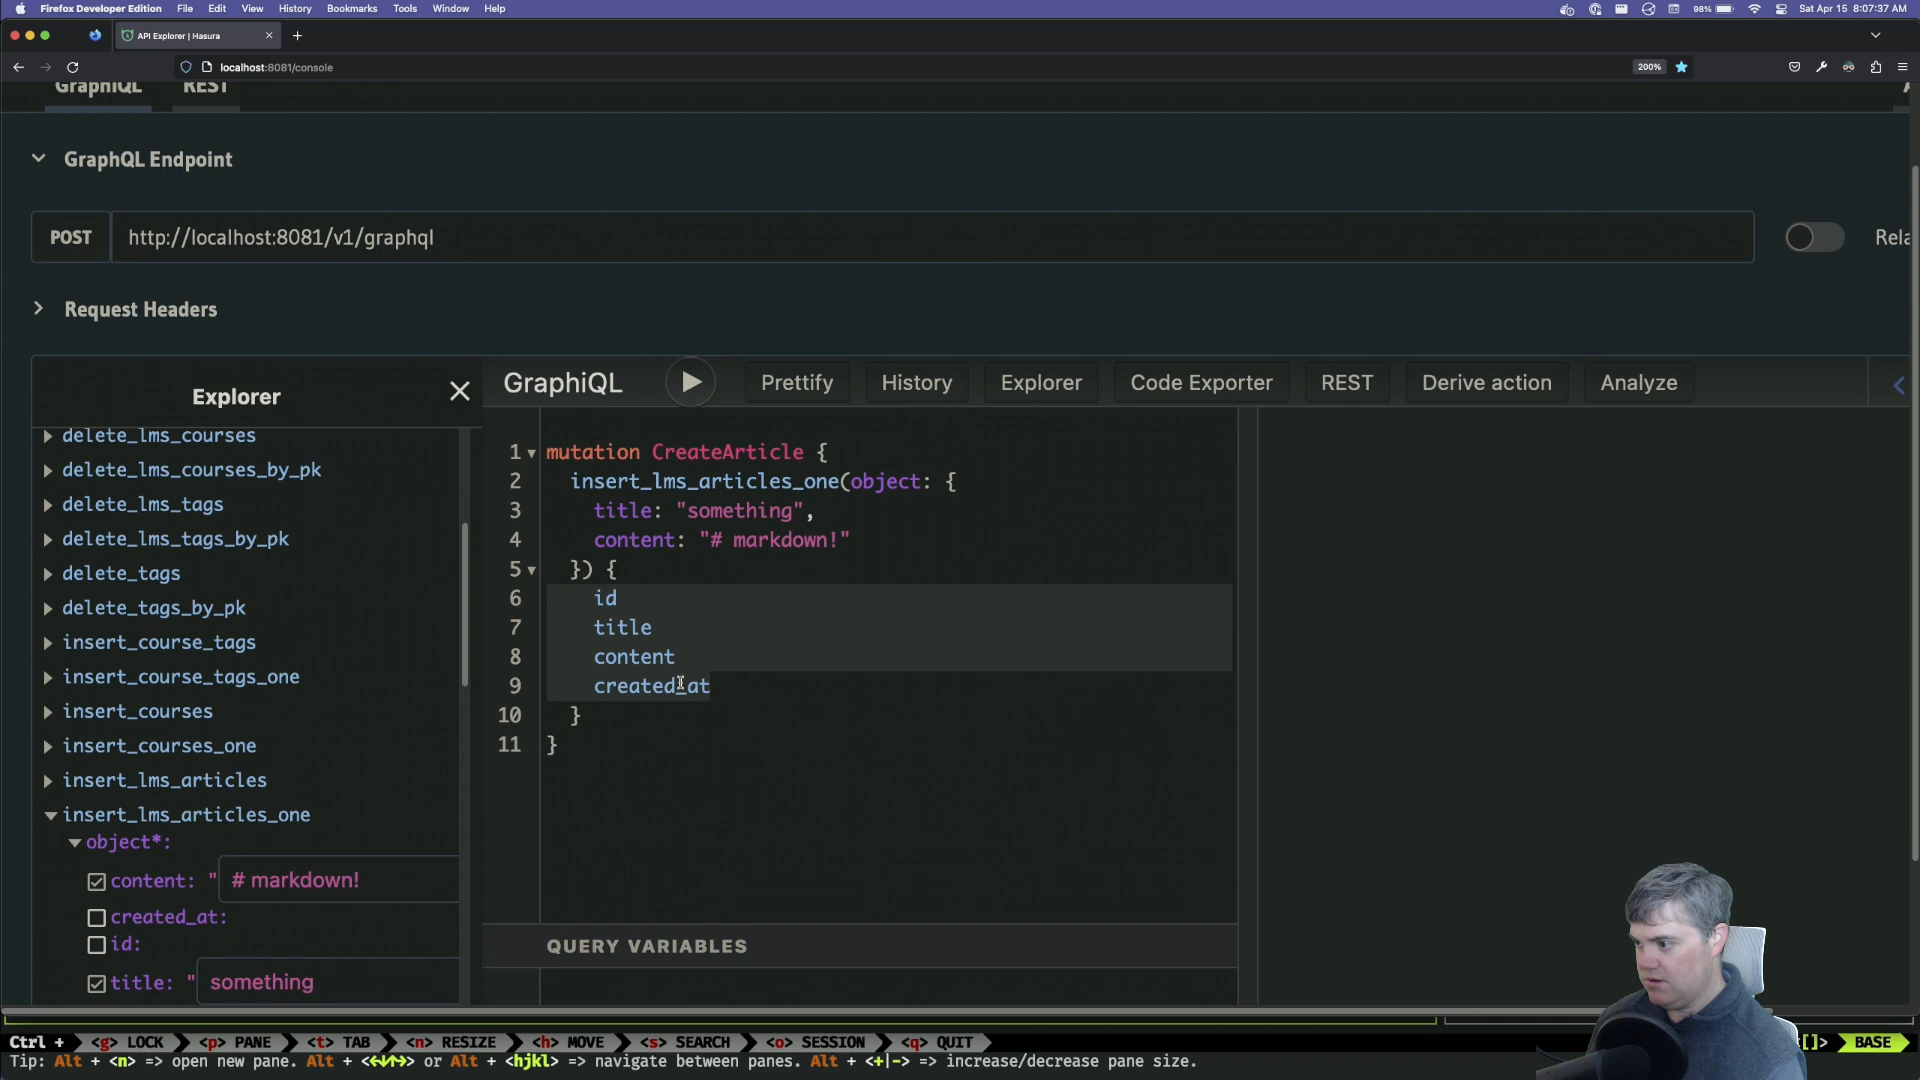 Firefox Developer Edition File Edit View History Bookmarks Tools Window Help 98% Sat Apr 15 8:07:37 AM
API Explorer | Hasura
localhost:8081/console 200%
GraphiQL REST
GraphQL Endpoint
POST http://localhost:8081/v1/graphql Rela
Request Headers
Explorer
GraphiQL Prettify History Explorer Code Exporter REST Derive action Analyze
delete_lms_courses
delete_lms_courses_by_pk
delete_lms_tags
delete_lms_tags_by_pk
delete_tags
delete_tags_by_pk
insert_course_tags
insert_course_tags_one
insert_courses
insert_courses_one
insert_lms_articles
insert_lms_articles_one
object*:
content: " # markdown!
created_at:
id:
title: " something
1 mutation CreateArticle {
2 insert_lms_articles_one(object: {
3 title: "something",
4 content: "# markdown!"
5 }) {
6 id
7 title
8 content
9 created_at
10 }
11 }
QUERY VARIABLES
Ctrl + <g> LOCK <p> PANE <t> TAB <n> RESIZE <h> MOVE <s> SEARCH <o> SESSION <q> QUIT []> BASE
Tip: Alt + <n> => open new pane. Alt + <←↓↑→> or Alt + <hjkl> => navigate between panes. Alt + <+|-> => increase/decrease pane size.